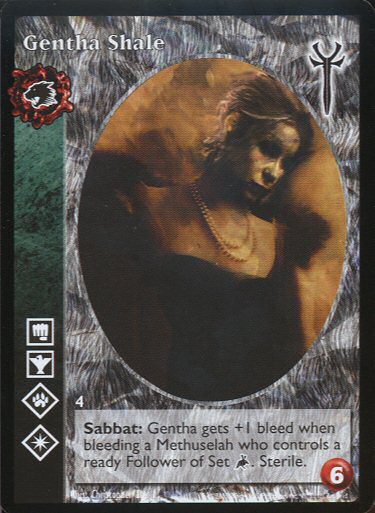 Gentha Shale
4
Sabbat: Gentha gets +1 bleed when
bleeding a Methuselah who controls a
ready Follower of Set . Sterile.
6